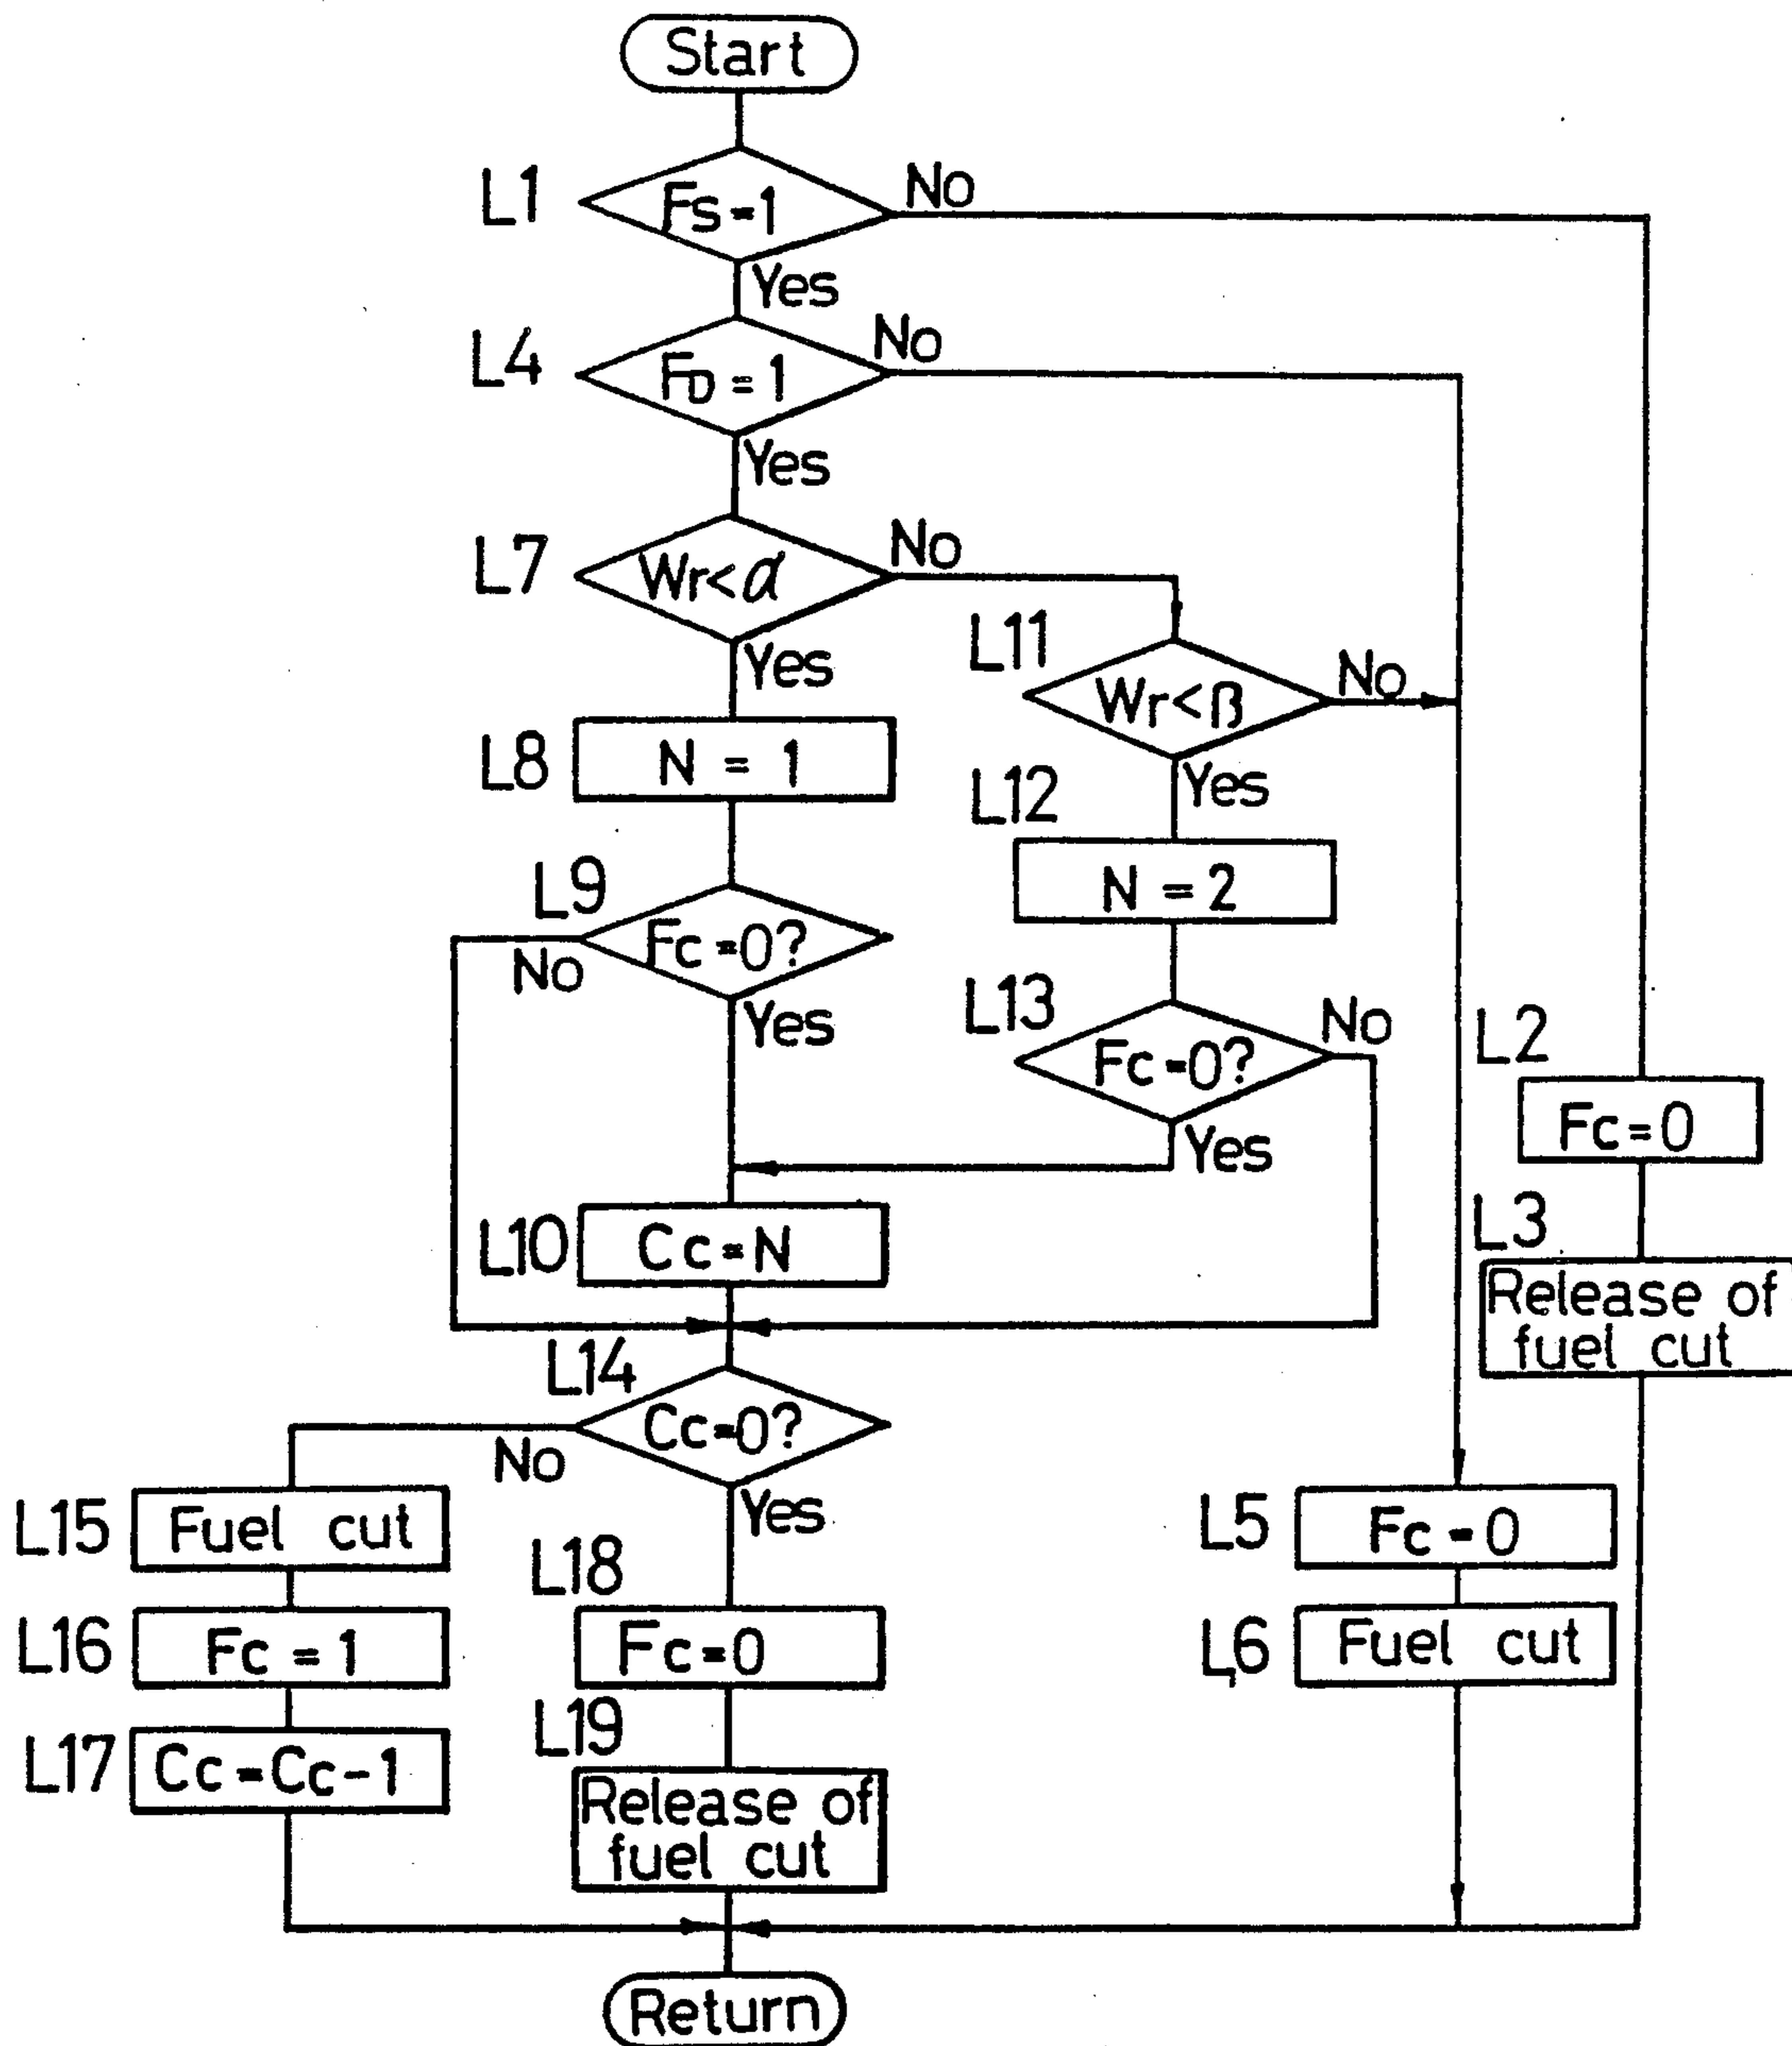 Start
L1
Fs=1
No
Yes
L4
FD=1
No
Yes
L7
Wr<α
No
Yes
L11
Wr<β
No
Yes
L8
N = 1
L12
N = 2
L9
Fc=0?
No
Yes
L13
Fc=0?
No
Yes
L2
Fc=0
L10
Cc=N
L3
Release of
fuel cut
L14
Cc=0?
No
Yes
L15
Fuel cut
L5
Fc=0
L18
Fc=0
L16
Fc=1
L6
Fuel cut
L17
Cc=Cc-1
L19
Release of
fuel cut
Return